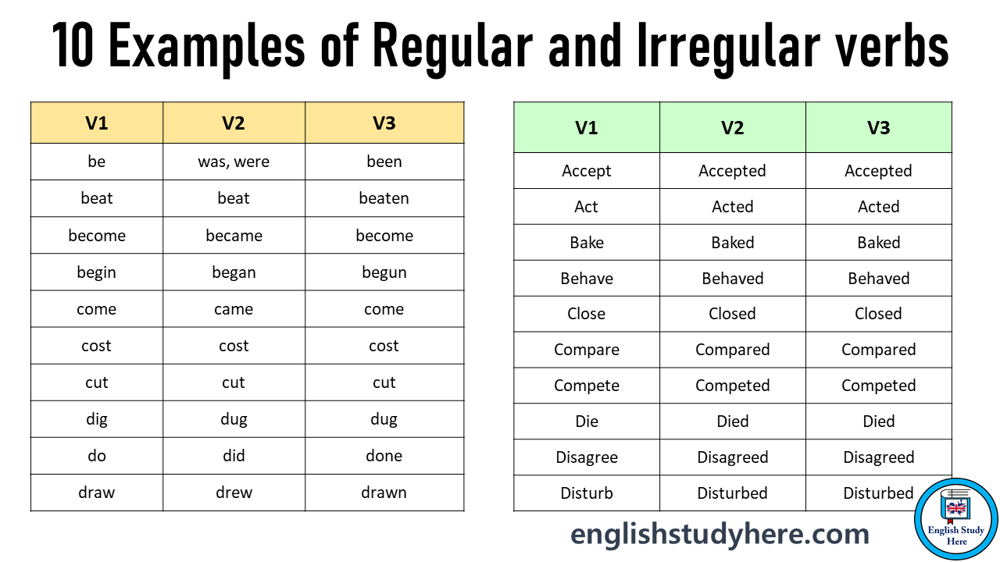 10 Examples of Regular and Irregular verbs
V1 V2 V3
be was, were been
beat beat beaten
become became become
begin began begun
come came come
cost cost cost
cut cut cut
dig dug dug
do did done
draw drew drawn
V1 V2 V3
Accept Accepted Accepted
Act Acted Acted
Bake Baked Baked
Behave Behaved Behaved
Close Closed Closed
Compare Compared Compared
Compete Competed Competed
Die Died Died
Disagree Disagreed Disagreed
Disturb Disturbed Disturbed
englishstudyhere.com
English Study
Here